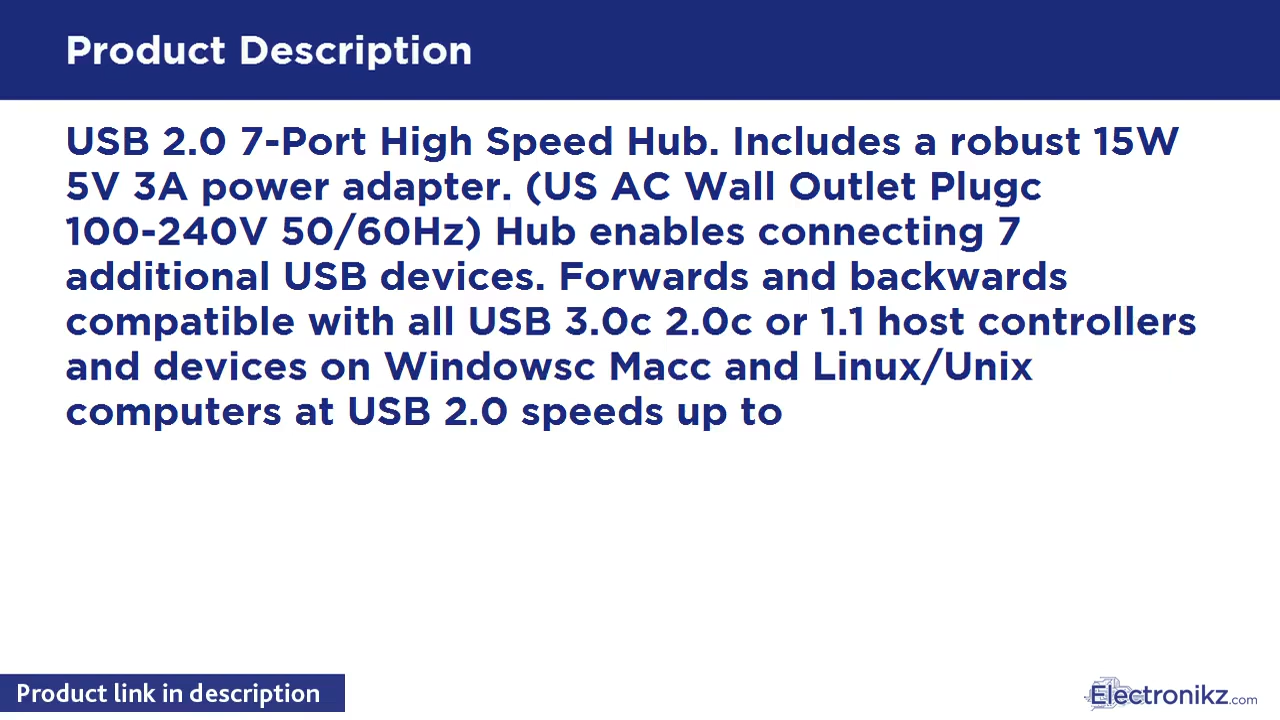 Product Description
USB 2.0 7-Port High Speed Hub. Includes a robust 15W
5V 3A power adapter. (US AC Wall Outlet Plugc
100-240V 50/60Hz) Hub enables connecting 7
additional USB devices. Forwards and backwards
compatible with all USB 3.0c 2.0c or 1.1 host controllers
and devices on Windowsc Macc and Linux/Unix
computers at USB 2.0 speeds up to
Product link in description
Electronikz.com